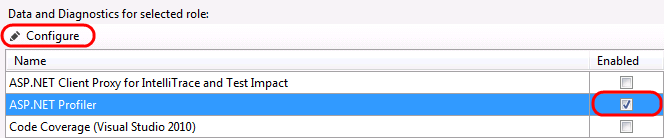 Data and Diagnostics for selected role:
Configure
Name Enabled
ASP.NET Client Proxy for IntelliTrace and Test Impact
ASP.NET Profiler
Code Coverage (Visual Studio 2010)